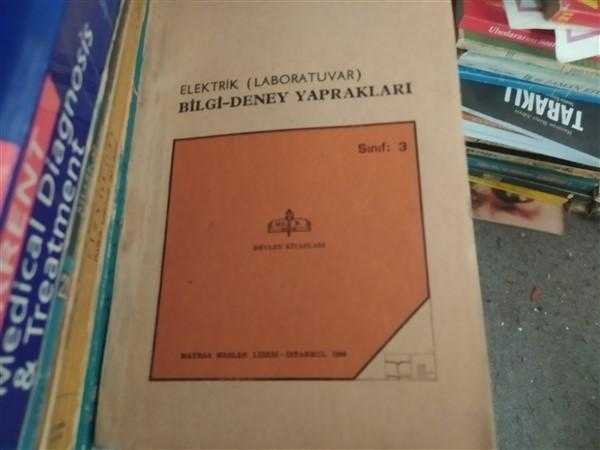 ELEKTRİK (LABORATUVAR)
BİLGİ-DENEY YAPRAKLARI
Sınıf: 3
DEVLET KİTAPLARI
MATBAA MESLEK LİSESİ-İSTANBUL
RENT
Medical Diagnosis
& Treatment
TARAKLI